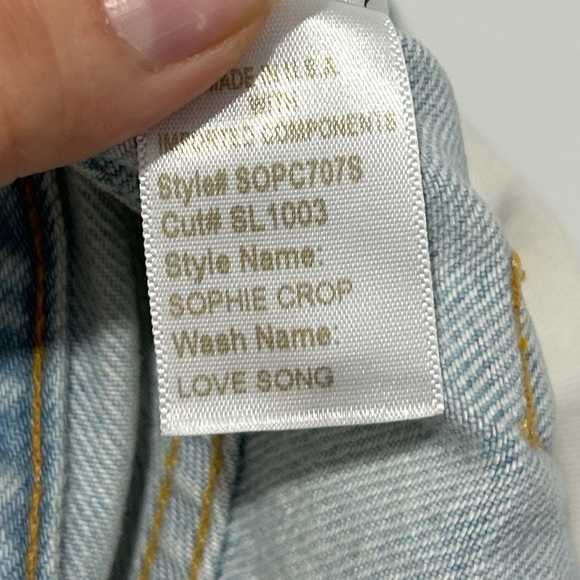 MADE IN U.S.A
WITH
IMPORTED COMPONENTS
Style# SOPC707S
Cut# SL1003
Style Name:
SOPHIE CROP
Wash Name:
LOVE SONG